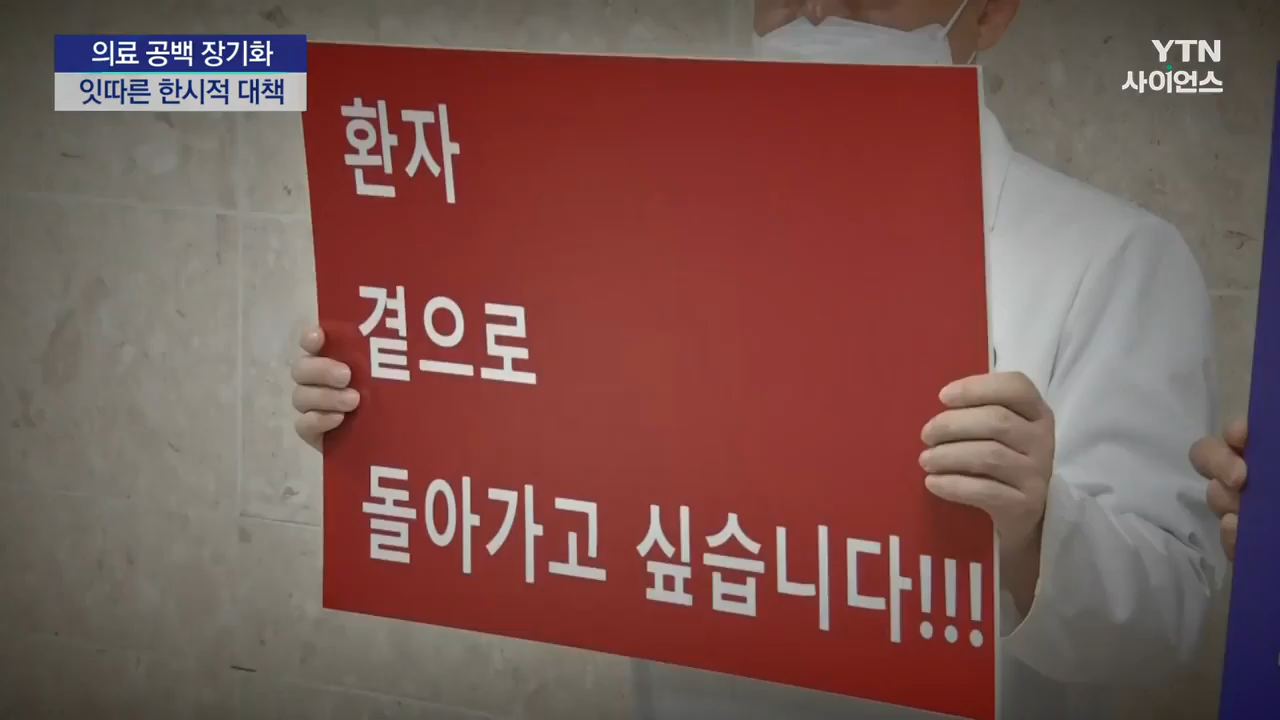 의료 공백 장기화
잇따른 한시적 대책
YTN
사이언스
환자
곁으로
돌아가고 싶습니다!!!